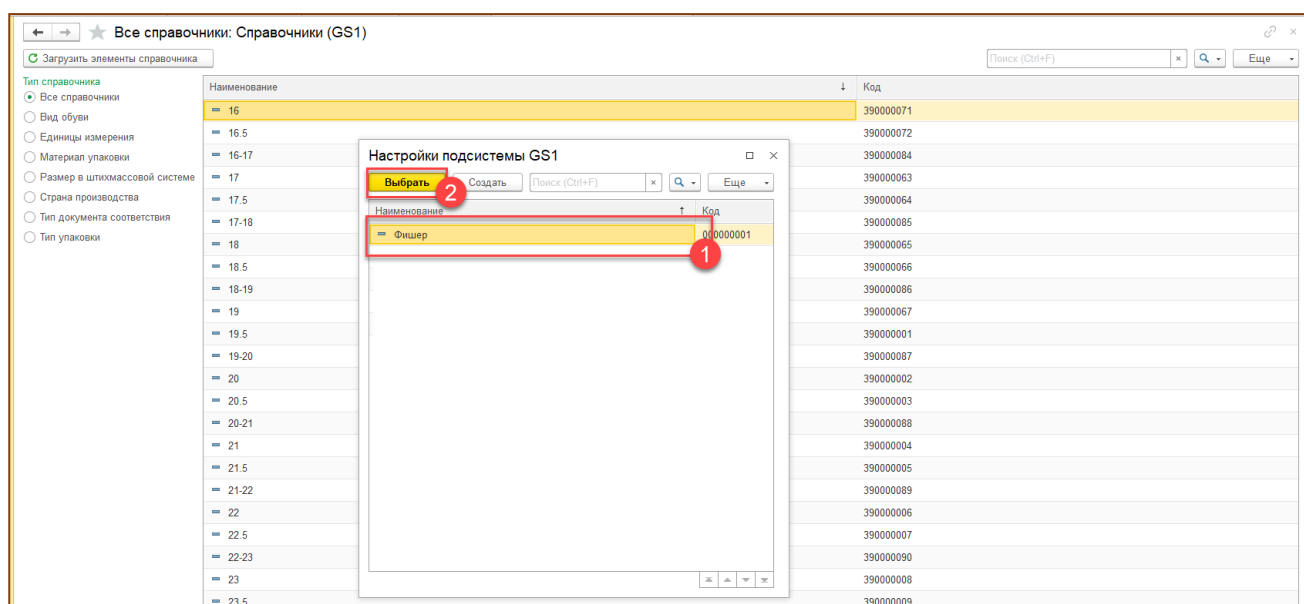 Все справочники: Справочники (GS1)
Загрузить элементы справочника
Поиск (Ctrl+F)
Еще
Тип справочника
Все справочники
Вид обуви
Единицы измерения
Материал упаковки
Размер в штихмассовой системе
Страна производства
Тип документа соответствия
Тип упаковки
Наименование Код
16 390000071
16.5 390000072
16-17 390000084
17 390000063
17.5 390000064
17-18 390000085
18 390000065
18.5 390000066
18-19 390000086
19 390000067
19.5 390000001
19-20 390000087
20 390000002
20.5 390000003
20-21 390000088
21 390000004
21.5 390000005
21-22 390000089
22 390000006
22.5 390000007
22-23 390000090
23 390000008
23.5 390000009
Настройки подсистемы GS1
Выбрать
2
Создать
Поиск (Ctrl+F)
Еще
Наименование Код
Фишер 000000001
1